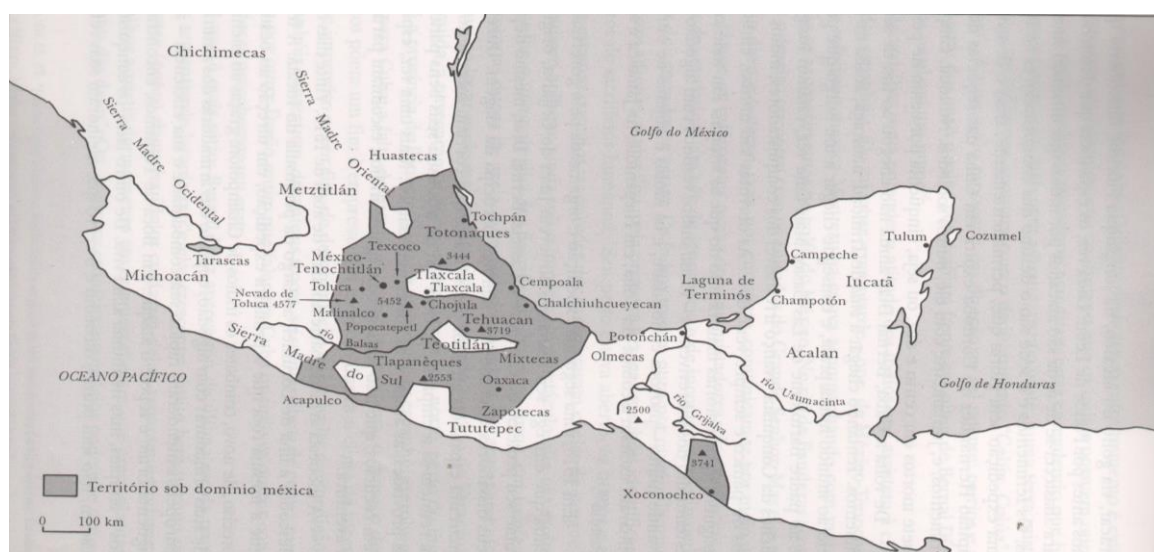 Chichimecas
Sierra Madre Ocidental
Sierra Madre Oriental
Golfo do México
Huastecas
Metztitlán
Tochpán
Totonaques
Texcoco
Tulum
Cozumel
Tarascas
México-
Tenochtitlán
3444
Campeche
Michoacán
Toluca
Tlaxcala
Tlaxcala
Cempoala
Laguna de
Terminós
Iucatã
Nevado de
Toluca 4577
5452
Chojula
Chalchiuhcueyecan
Champotón
Malinalco
Popocatepetl
Tehuacan
3719
Potonchán
Sierra Madre do Sul
río
Balsas
Teotitlán
Mixtecas
Olmecas
Acalan
OCEANO PACÍFICO
Tlapanèques
2553
Oaxaca
río Usumacinta
Golfo de Honduras
Acapulco
Zapotecas
2500
río Grijalva
Tututepec
3741
Território sob domínio méxica
Xoconochco
0 100 km